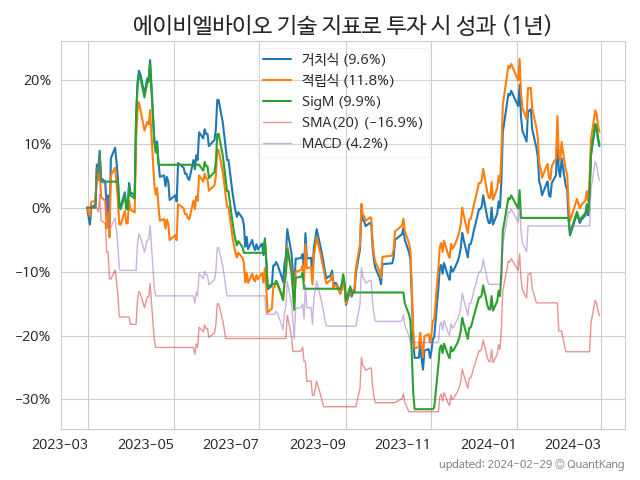 에이비엘바이오 기술 지표로 투자 시 성과 (1년)
거치식 (9.6%)
적립식 (11.8%)
SigM (9.9%)
SMA(20) (−16.9%)
MACD (4.2%)
20%
10%
0%
−10%
−20%
−30%
2023-03
2023-05
2023-07
2023-09
2023-11
2024-01
2024-03
updated: 2024-02-29 © QuantKang